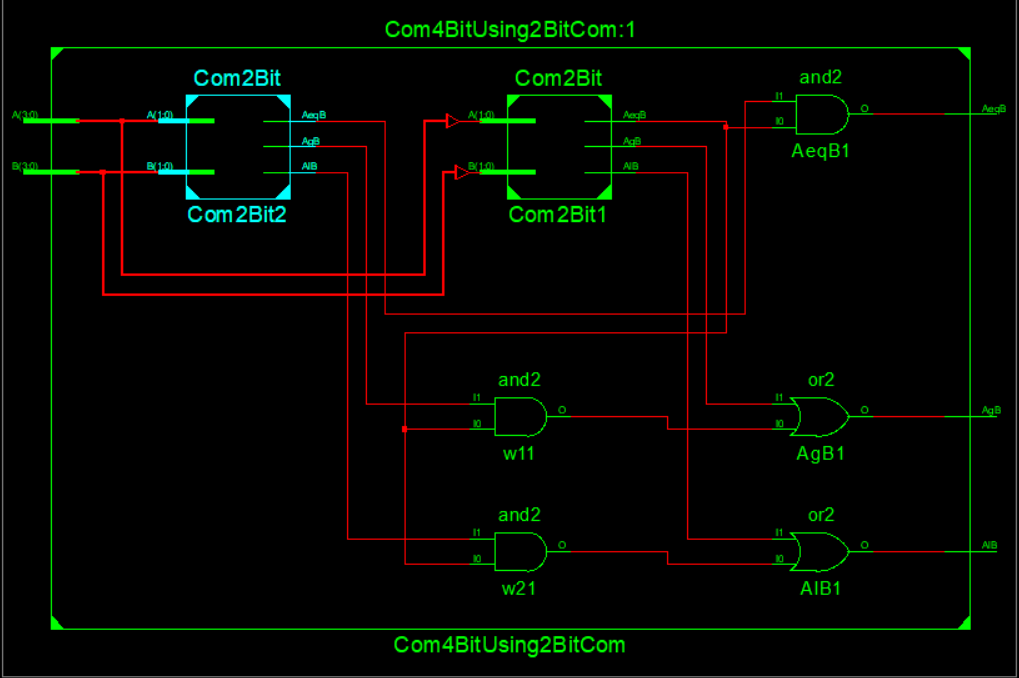 Com4BitUsing2BitCom:1
Com2Bit
Com2Bit
and2
A(3:0)
A(1:0)
AeqB
A(1:0)
AeqB
I1
I0
O
AeqB
AgB
AgB
AeqB1
B(3:0)
B(1:0)
AlB
B(1:0)
AlB
Com2Bit2
Com2Bit1
and2
or2
I1
I0
O
I1
I0
O
AgB
w11
AgB1
and2
or2
I1
I0
O
I1
I0
O
AlB
w21
AlB1
Com4BitUsing2BitCom